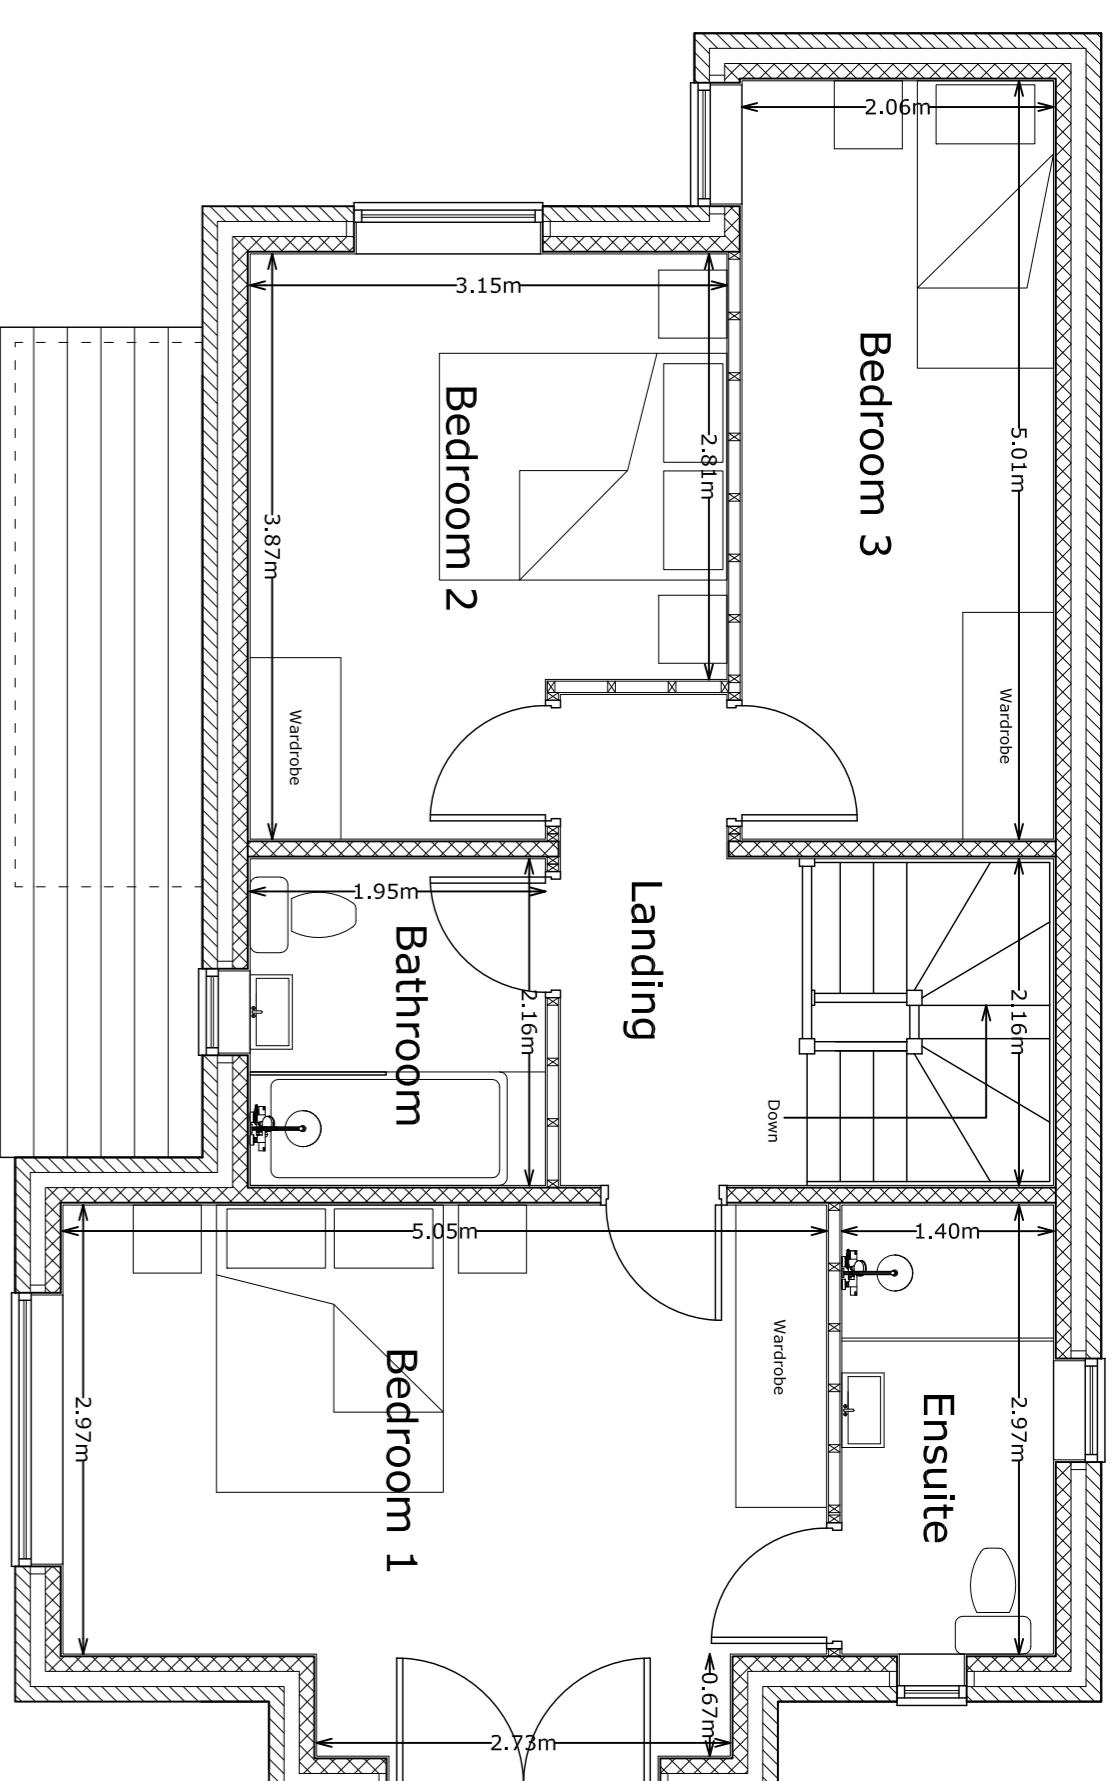 2.06m
3.15m
Bedroom 3
Bedroom 2
5.01m
2.81m
3.87m
Wardrobe
Wardrobe
1.95m
Landing
Bathroom
2.16m
2.16m
Down
5.05m
1.40m
Wardrobe
Bedroom 1
Ensuite
2.97m
2.97m
0.67m
2.73m